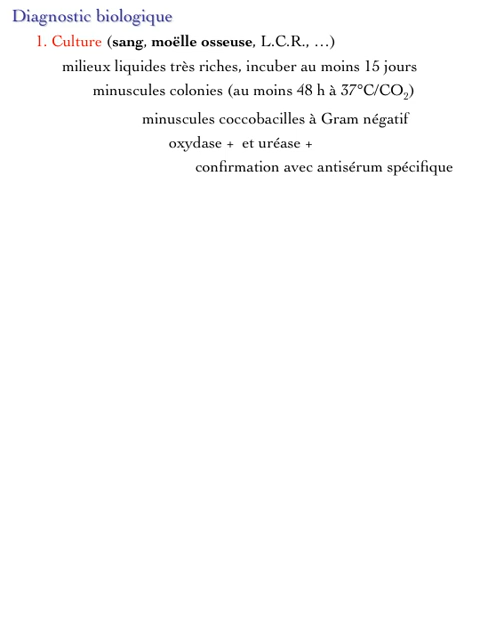 Diagnostic biologique
1. Culture (sang, moëlle osseuse, L.C.R., …)
milieux liquides très riches, incuber au moins 15 jours
minuscules colonies (au moins 48 h à 37°C/CO₂)
minuscules coccobacilles à Gram négatif
oxydase + et uréase +
confirmation avec antisérum spécifique